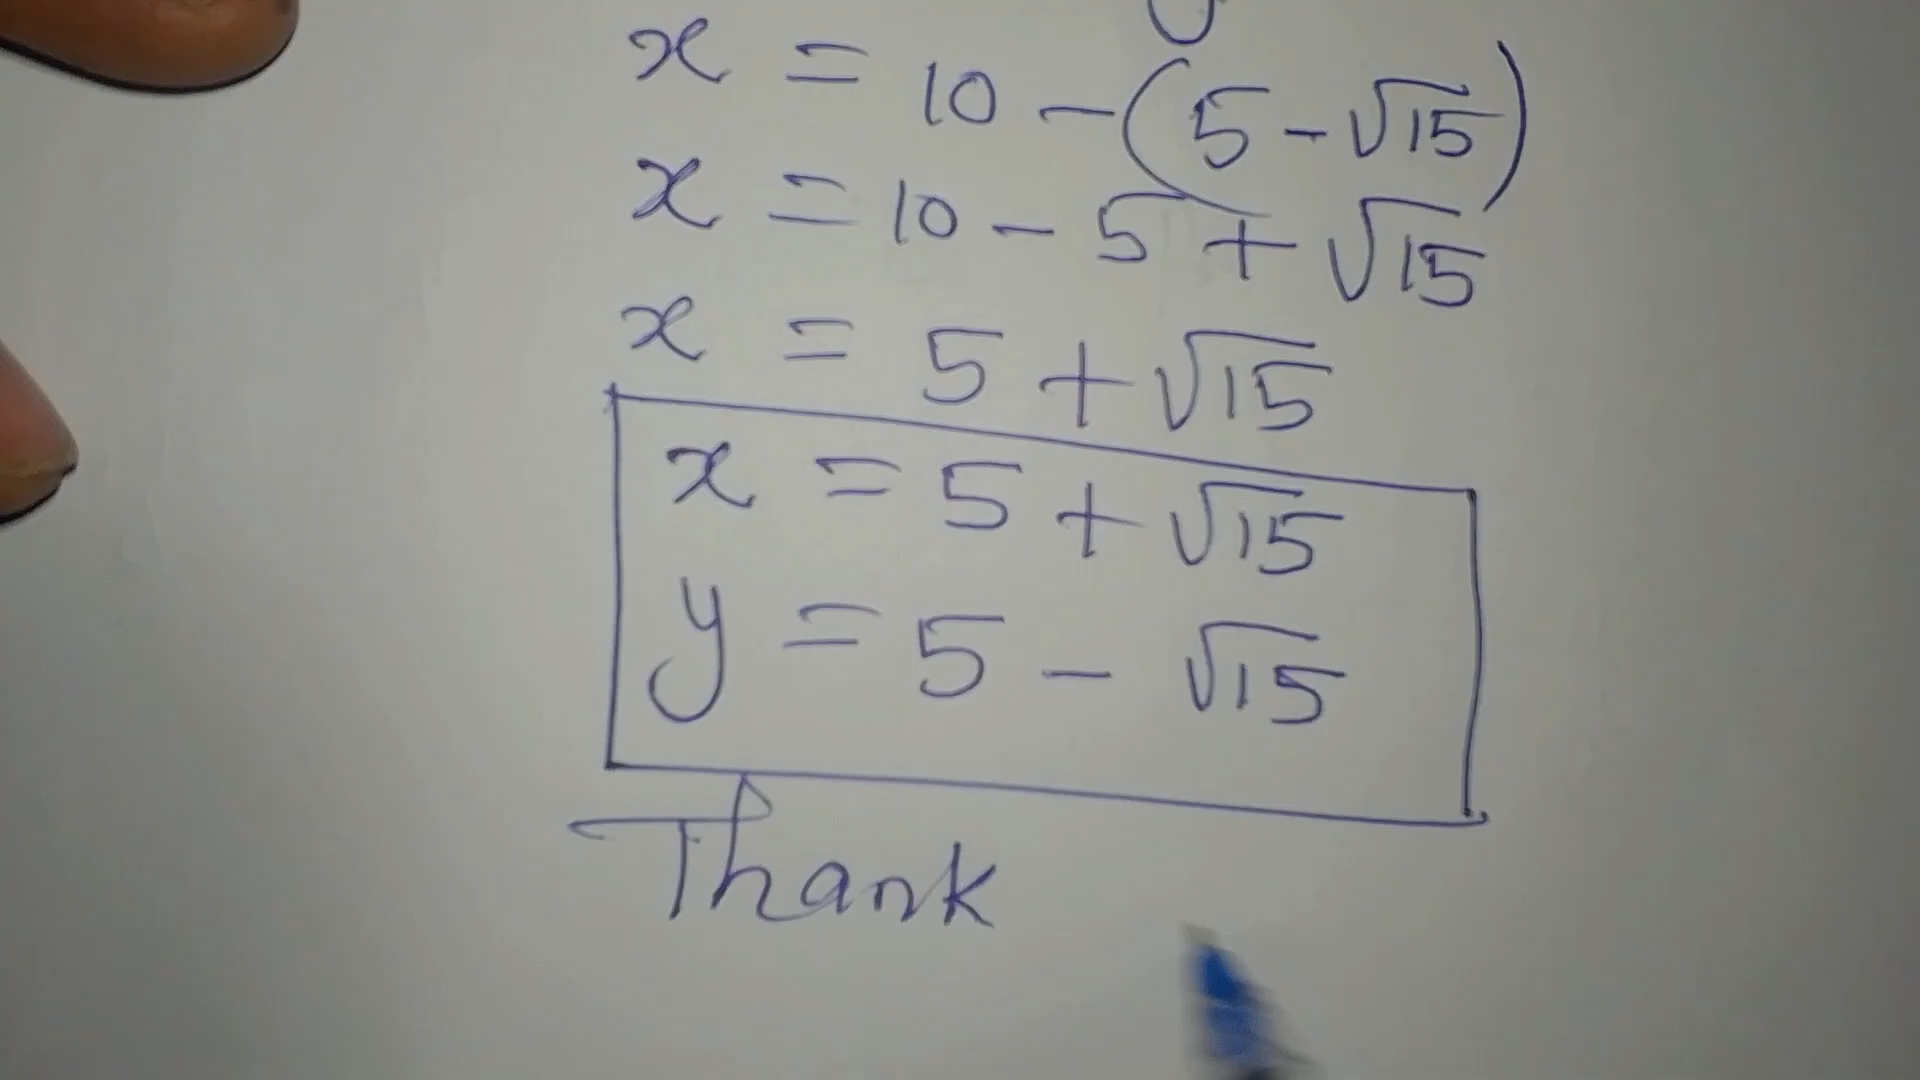 x = 10 - (5 - √15)
x = 10 - 5 + √15
x = 5 + √15
x = 5 + √15
y = 5 - √15
Thank